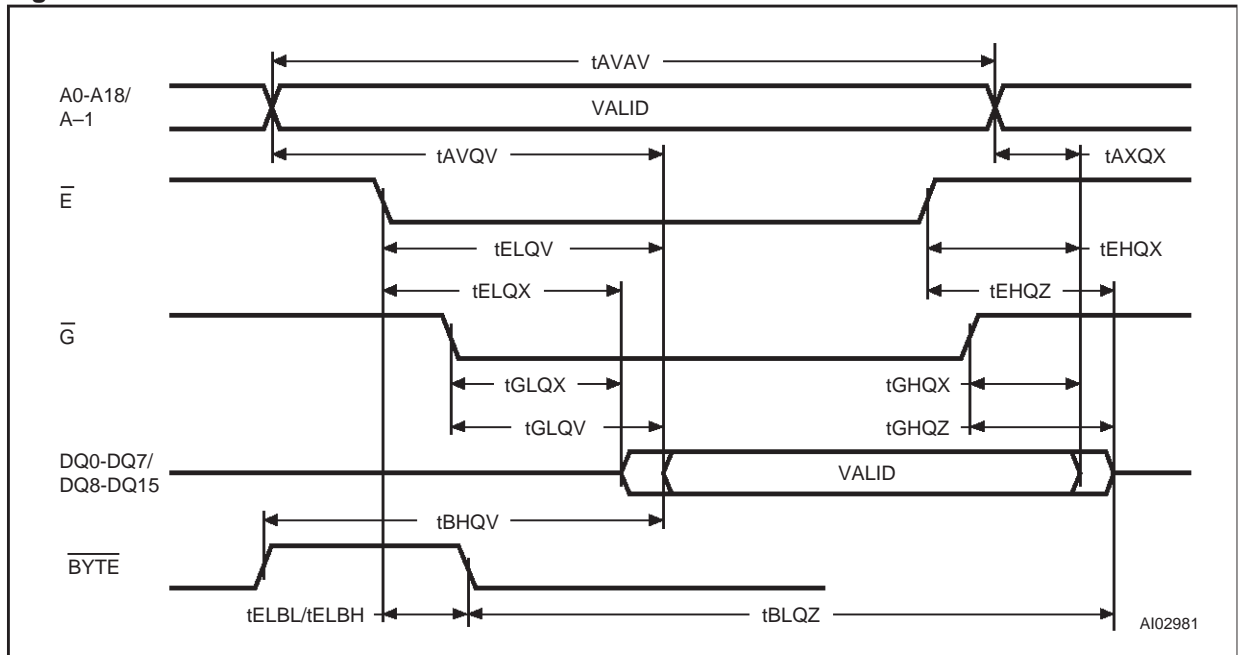 tAVAV
A0-A18/
A–1
VALID
tAVQV
tAXQX
E
tELQV
tEHQX
tELQX
tEHQZ
G
tGLQX
tGHQX
tGLQV
tGHQZ
DQ0-DQ7/
DQ8-DQ15
VALID
tBHQV
BYTE
tELBL/tELBH
tBLQZ
AI02981